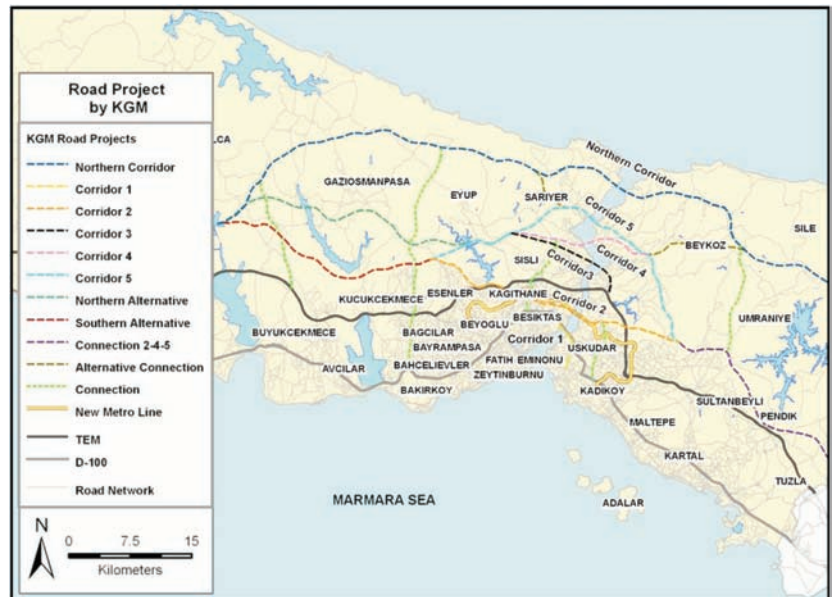 Road Project
by KGM
KGM Road Projects
Northern Corridor
Corridor 1
Corridor 2
Corridor 3
Corridor 4
Corridor 5
Northern Alternative
Southern Alternative
Connection 2-4-5
Alternative Connection
Connection
New Metro Line
TEM
D-100
Road Network
N
0 7.5 15
Kilometers
LCA
GAZIOSMANPASA
EYUP
SARIYER
Northern Corridor
Corridor 5
SILE
BEYKOZ
Corridor 4
Corridor3
SISLI
KAGITHANE
ESENLER
KUCUKCEKMECE
Corridor 2
UMRANIYE
BUYUKCEKMECE
BAGCILAR
BEYOGLU
BESIKTAS
BAYRAMPASA
Corridor 1
USKUDAR
AVCILAR
BAHCELIEVLER
FATIH EMINONU
ZEYTINBURNU
BAKIRKOY
KADIKOY
SULTANBEYLI
PENDIK
MALTEPE
KARTAL
TUZLA
MARMARA SEA
ADALAR